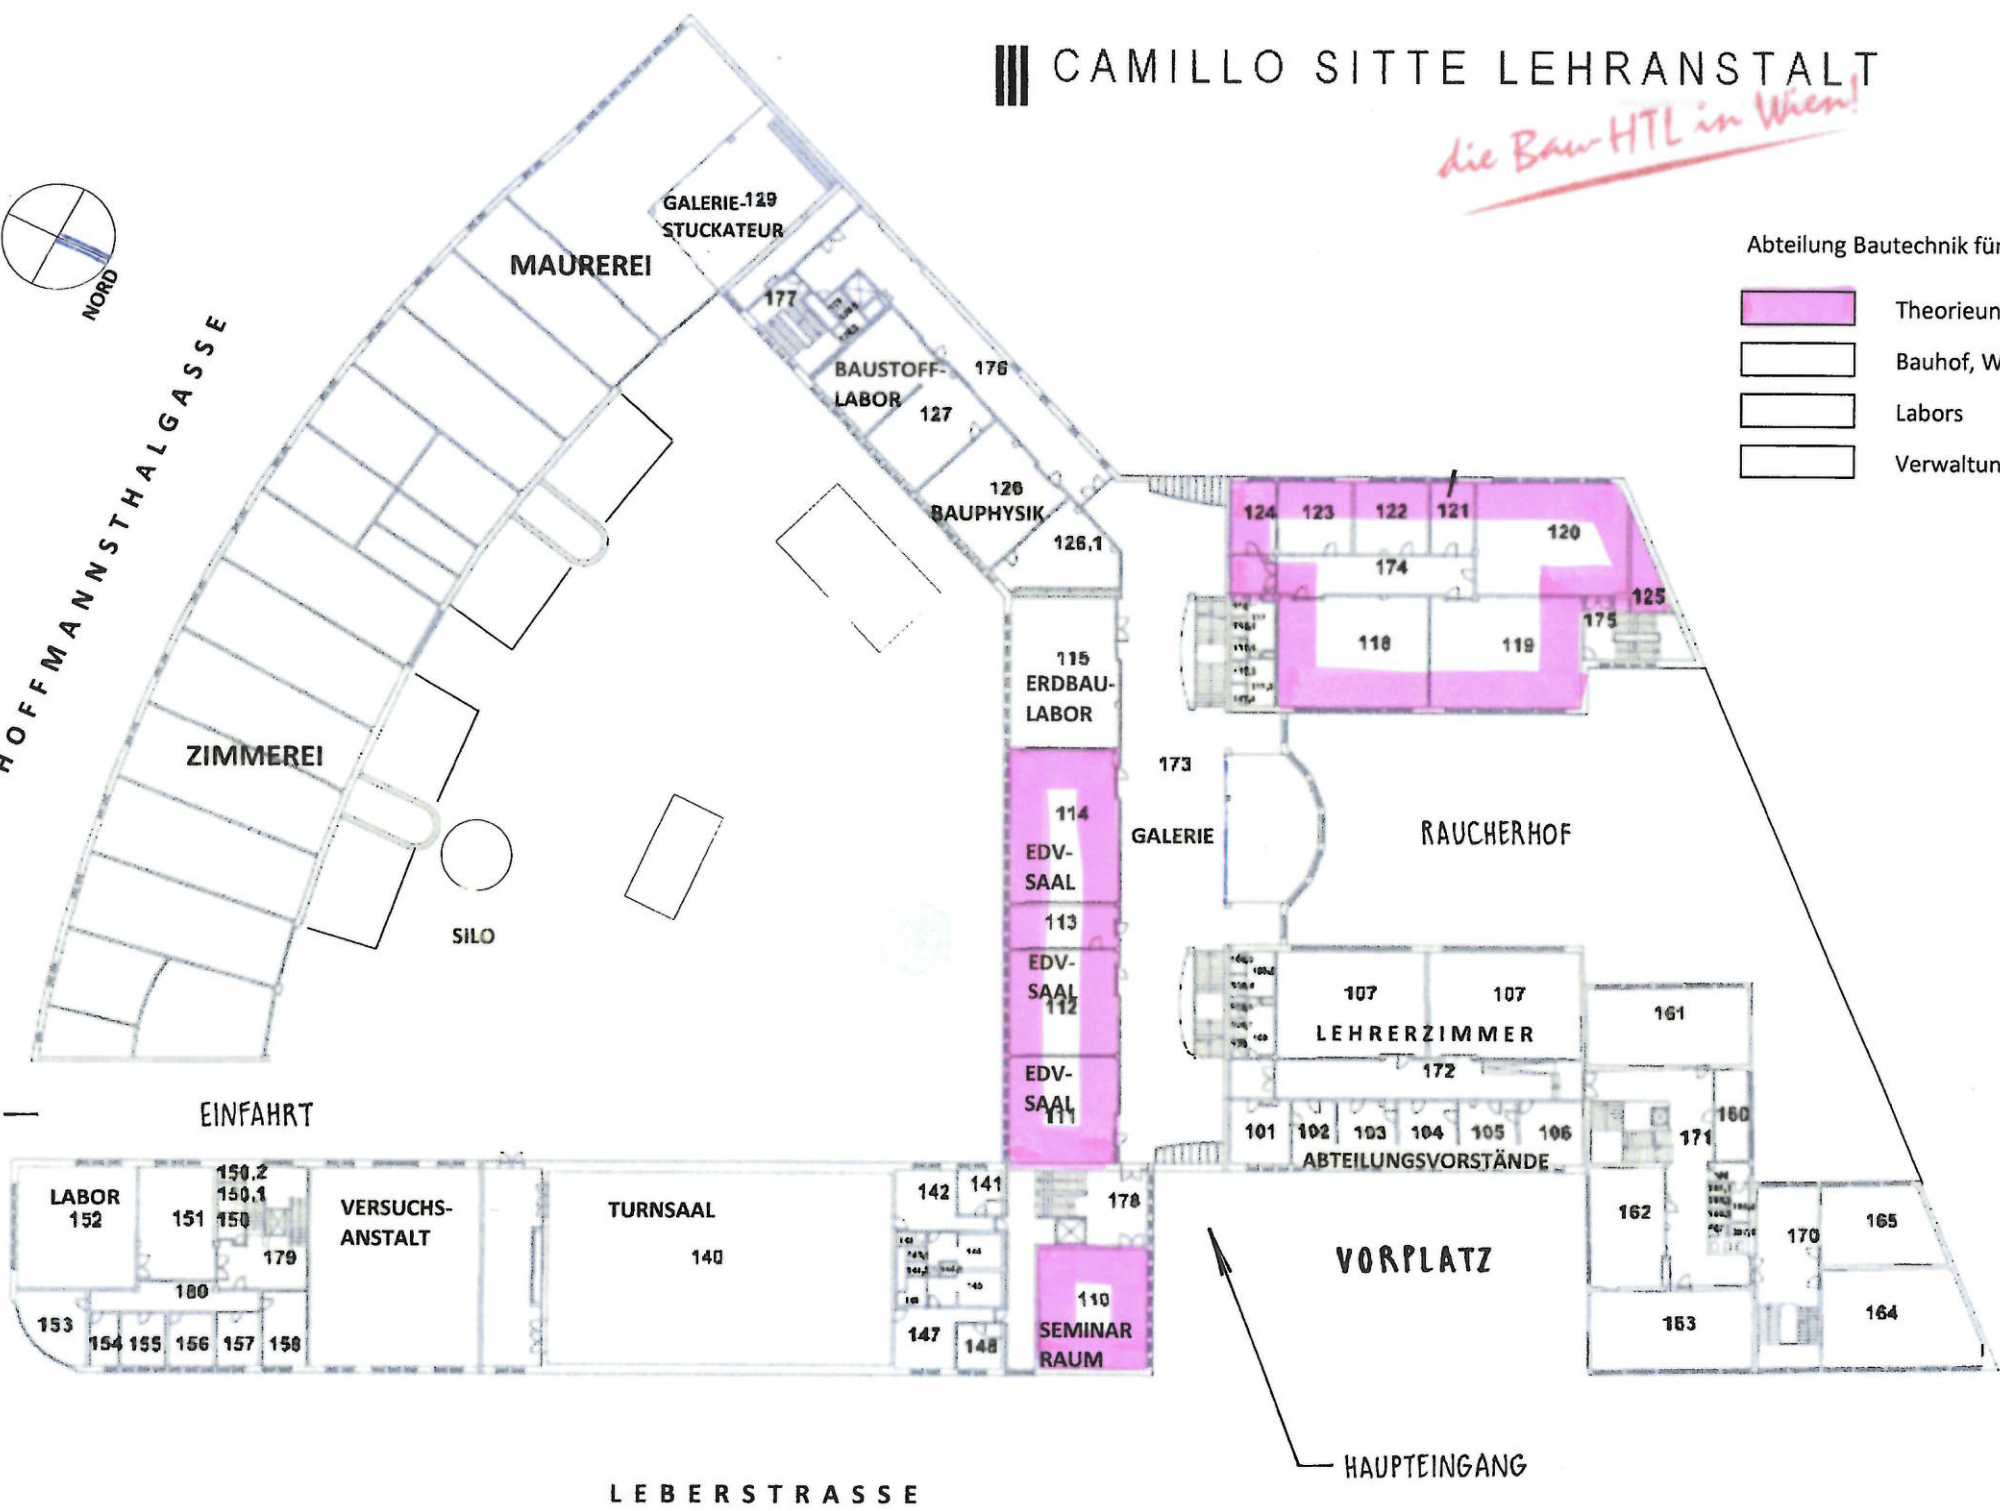 CAMILLO SITTE LEHRANSTALT
die Bau-HTL in Wien!
Abteilung Bautechnik für
Theorieun
Bauhof, W
Labors
Verwaltun
NORD
HOFFMANNSTHALGASSE
GALERIE-129
STUCKATEUR
MAUREREI
177
BAUSTOFF-
LABOR
127
176
126
BAUPHYSIK
126,1
124
123
122
121
120
174
125
175
118
119
115
ERDBAU-
LABOR
173
GALERIE
RAUCHERHOF
ZIMMEREI
SILO
114
EDV-
SAAL
113
EDV-
SAAL
112
EDV-
SAAL
111
107
107
LEHRERZIMMER
161
172
160
171
101
102
103
104
105
106
ABTEILUNGSVORSTÄNDE
EINFAHRT
LABOR
152
151
150,2
150,1
150
179
180
153
154
155
156
157
158
VERSUCHS-
ANSTALT
TURNSAAL
140
142
141
147
148
178
110
SEMINAR
RAUM
VORPLATZ
162
163
170
165
164
HAUPTEINGANG
LEBERSTRASSE